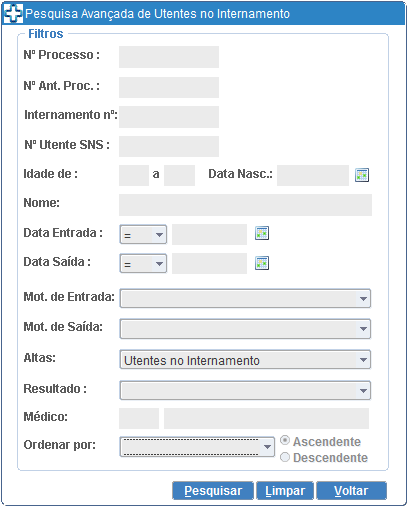 Pesquisa Avançada de Utentes no Internamento
Filtros
Nº Processo :
Nº Ant. Proc. :
Internamento nº:
Nº Utente SNS :
Idade de : a Data Nasc.:
Nome:
Data Entrada : =
Data Saída : =
Mot. de Entrada:
Mot. de Saída:
Altas: Utentes no Internamento
Resultado :
Médico:
Ordenar por: Ascendente
Descendente
Pesquisar Limpar Voltar